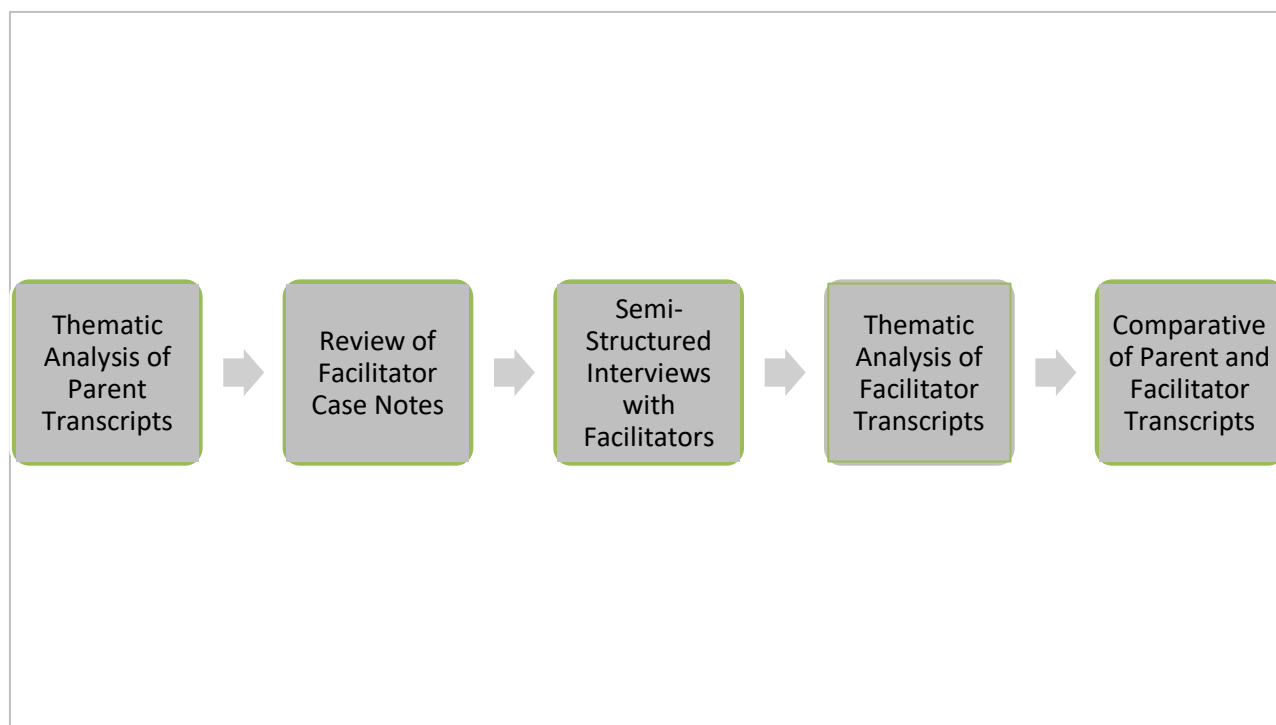 Thematic
Analysis of
Parent
Transcripts
Review of
Facilitator
Case Notes
Semi-
Structured
Interviews
with
Facilitators
Thematic
Analysis of
Facilitator
Transcripts
Comparative
of Parent and
Facilitator
Transcripts